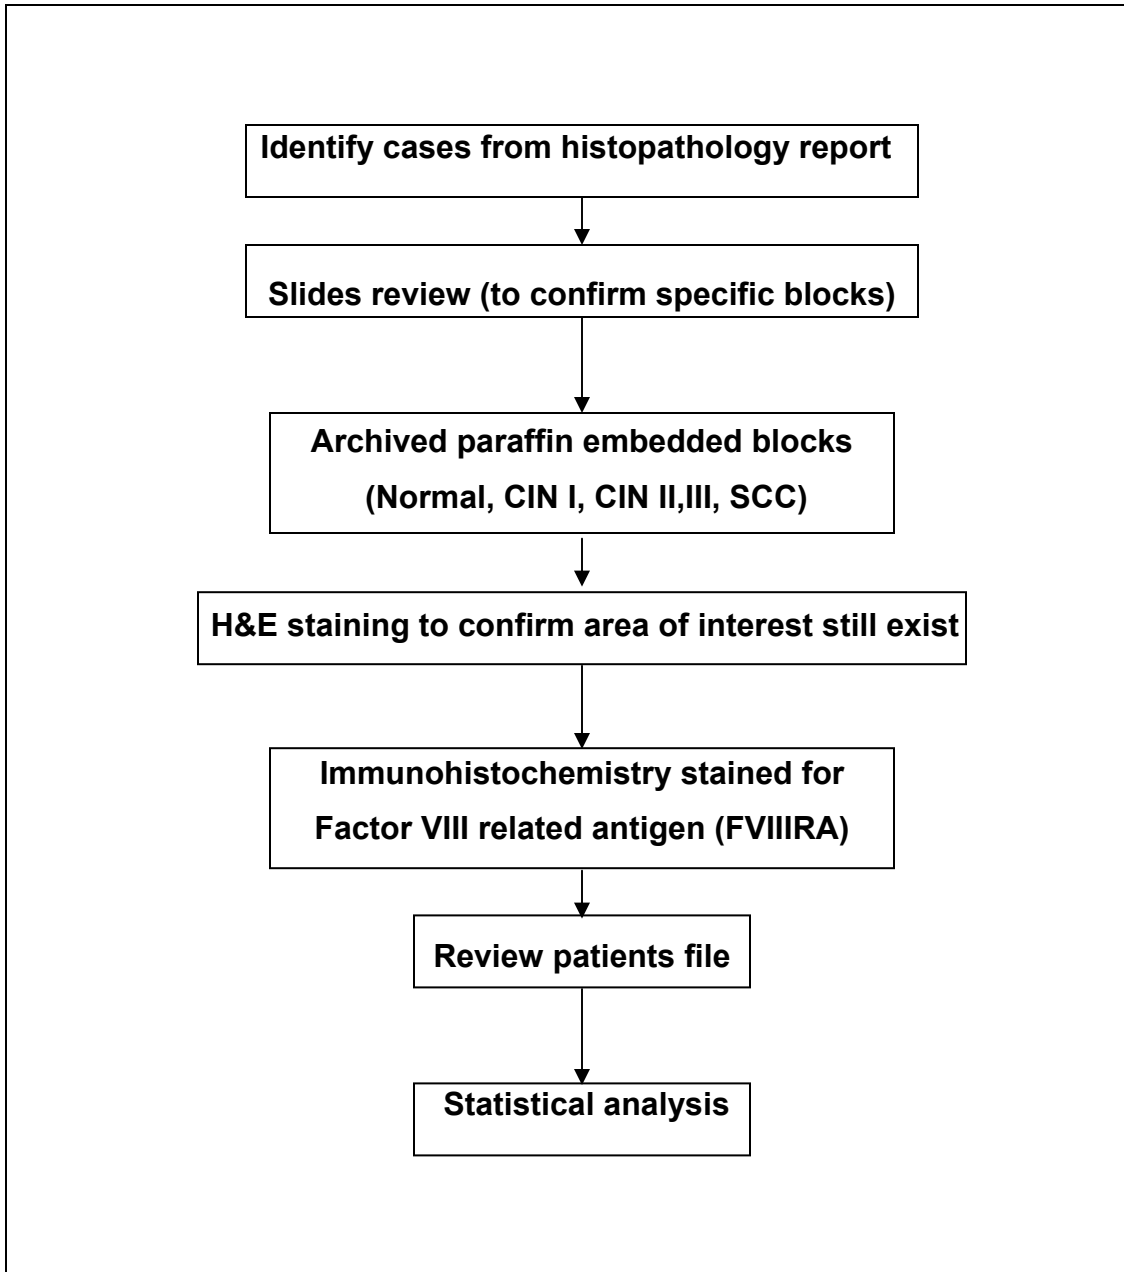 Identify cases from histopathology report
Slides review (to confirm specific blocks)
Archived paraffin embedded blocks
(Normal, CIN I, CIN II,III, SCC)
H&E staining to confirm area of interest still exist
Immunohistochemistry stained for
Factor VIII related antigen (FVIIIRA)
Review patients file
Statistical analysis